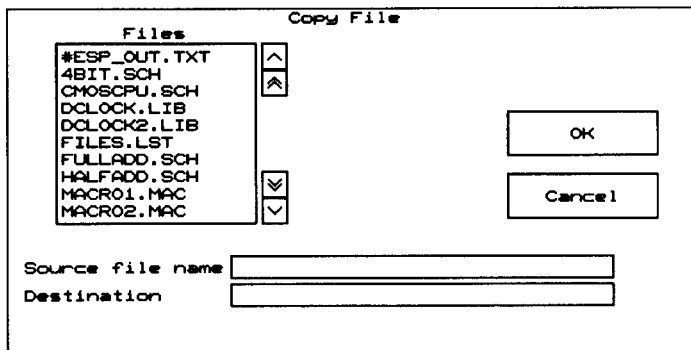 Copy File
Files
#ESP_OUT.TXT
4BIT.SCH
CMOSCPU.SCH
DCLOCK.LIB
DCLOCK2.LIB
FILES.LST
FULLADD.SCH
HALFADD.SCH
MACRO1.MAC
MACRO2.MAC
OK
Cancel
Source file name
Destination